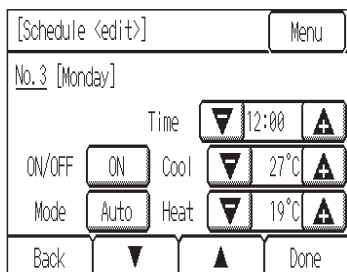 [Schedule <edit>] Menu
No.3 [Monday]
Time 12:00
ON/OFF ON Cool 27°C
Mode Auto Heat 19°C
Back Done